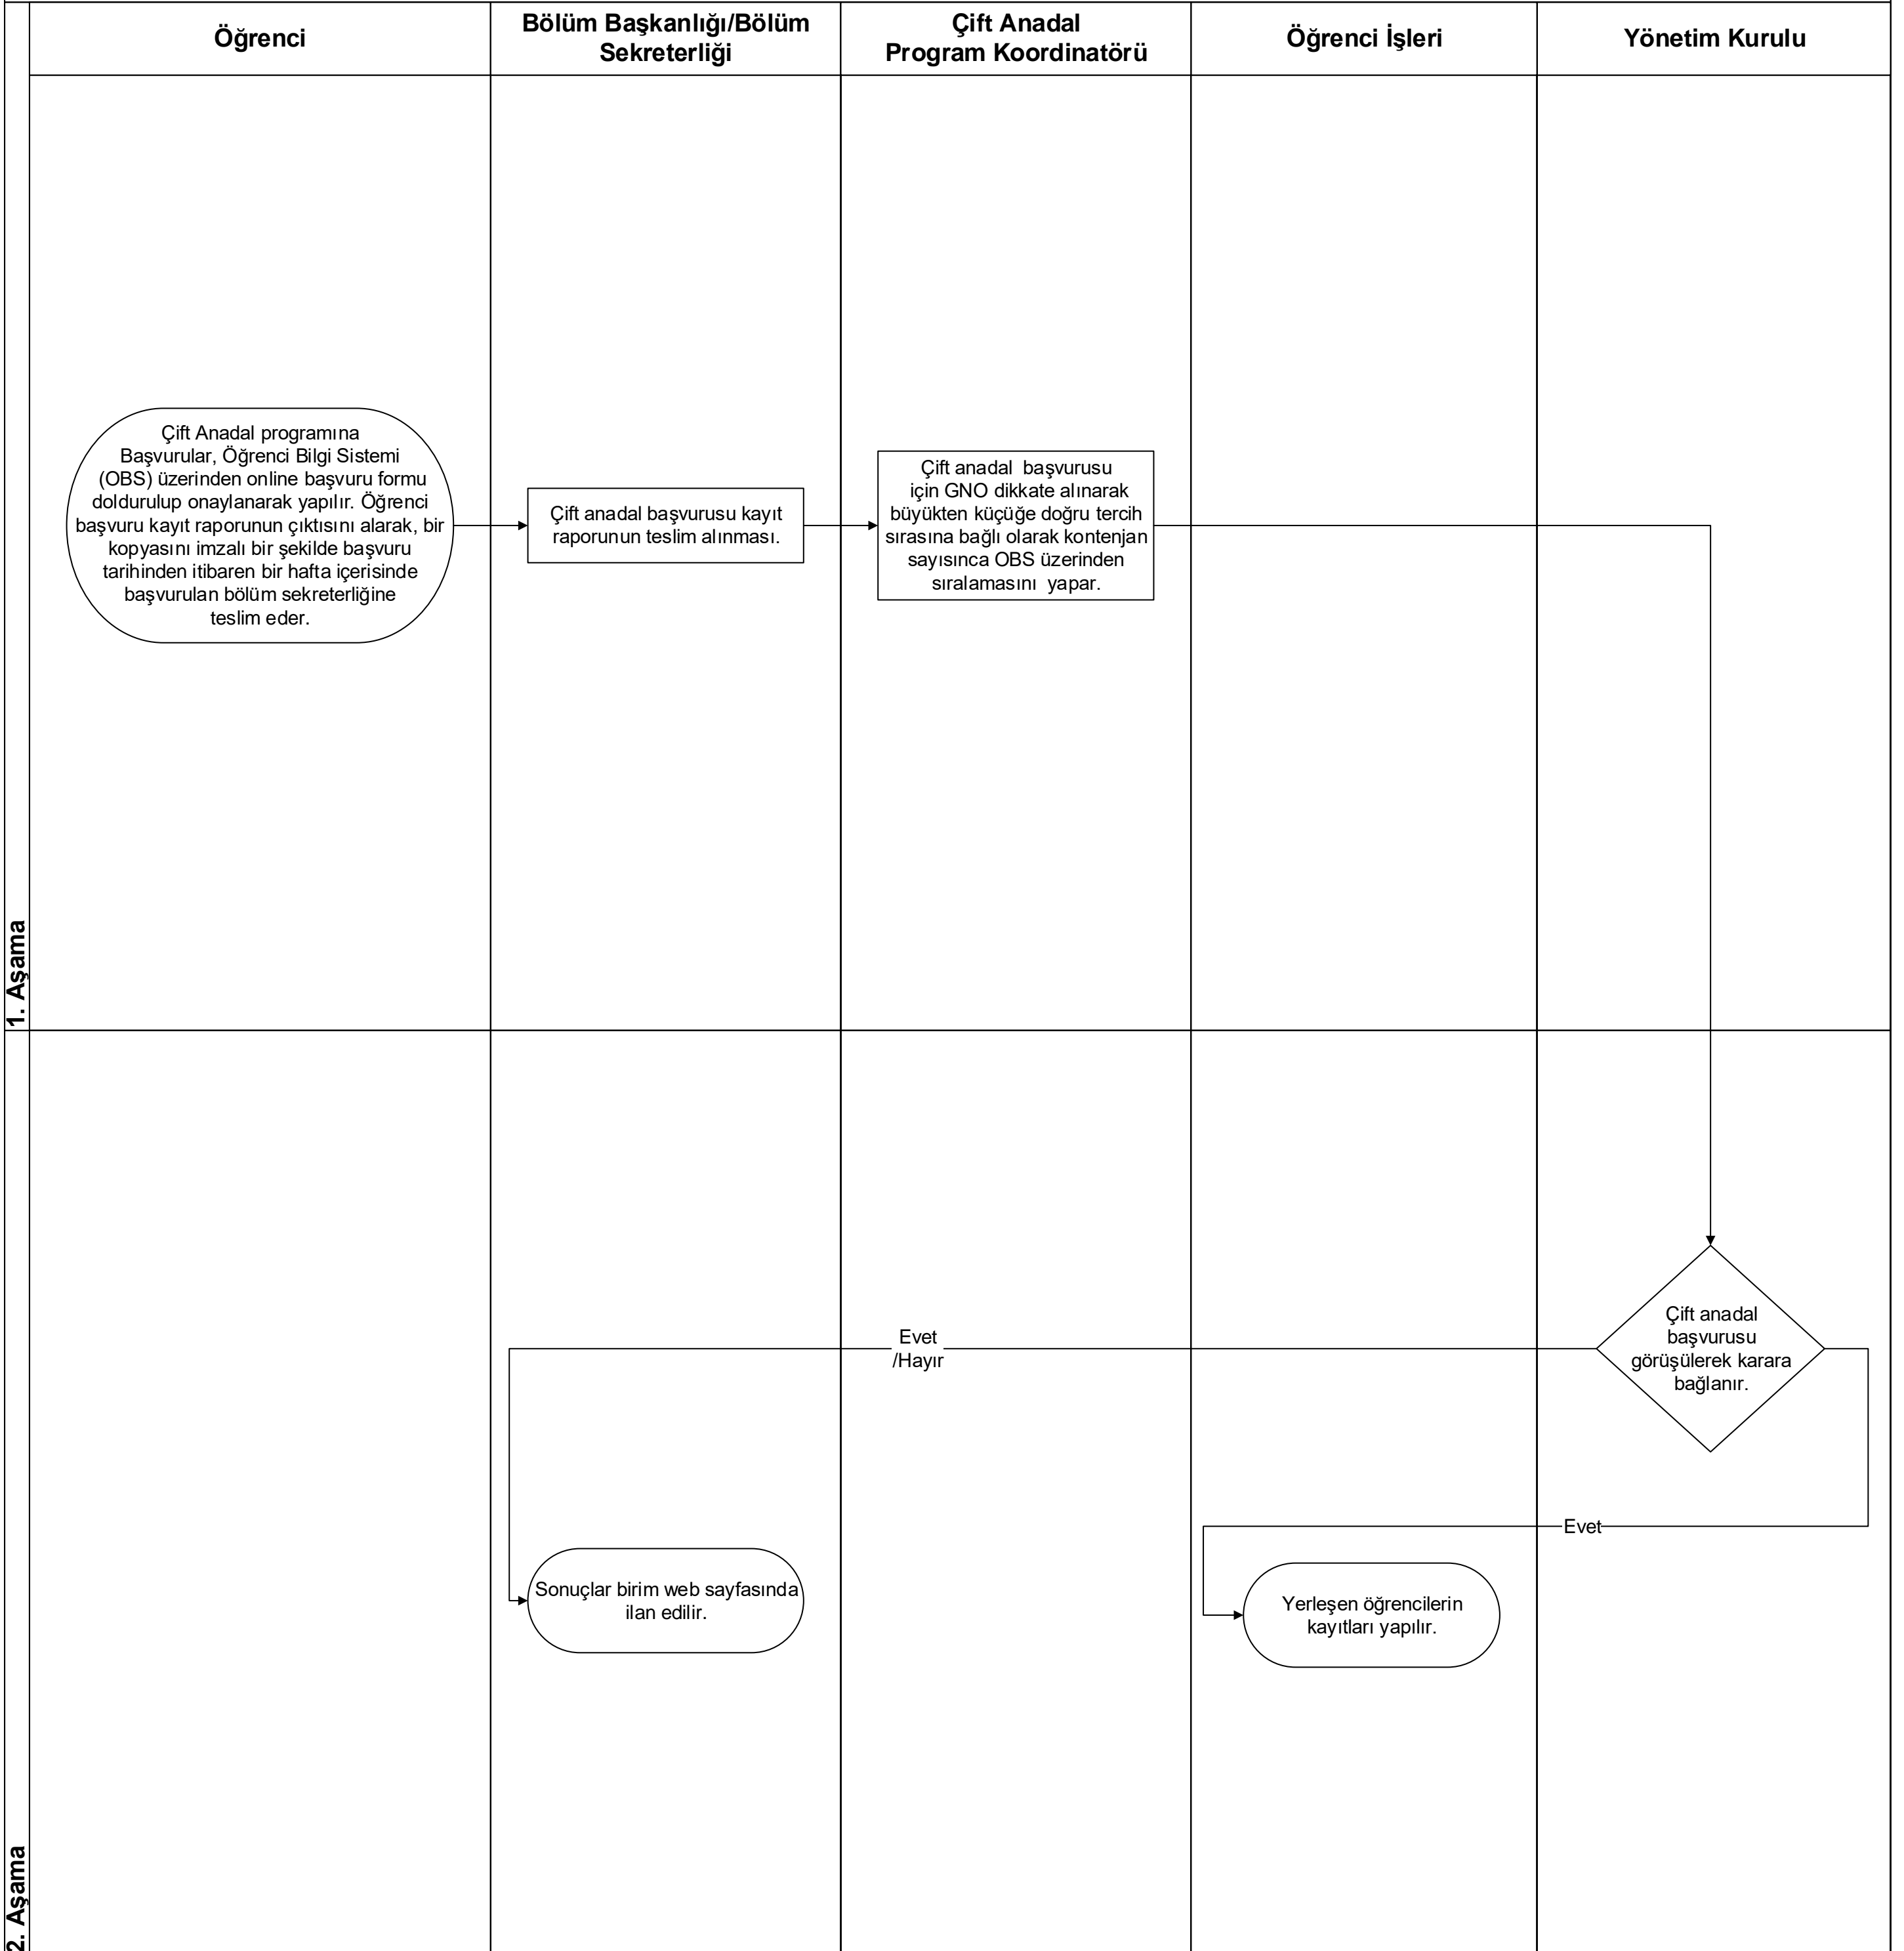 Öğrenci
Bölüm Başkanlığı/Bölüm
Sekreterliği
Çift Anadal
Program Koordinatörü
Öğrenci İşleri
Yönetim Kurulu
1. Aşama
Çift Anadal programına
Başvurular, Öğrenci Bilgi Sistemi
(OBS) üzerinden online başvuru formu
doldurulup onaylanarak yapılır. Öğrenci
başvuru kayıt raporunun çıktısını alarak, bir
kopyasını imzalı bir şekilde başvuru
tarihinden itibaren bir hafta içerisinde
başvurulan bölüm sekreterliğine
teslim eder.
Çift anadal başvurusu kayıt
raporunun teslim alınması.
Çift anadal başvurusu
için GNO dikkate alınarak
büyükten küçüğe doğru tercih
sırasına bağlı olarak kontenjan
sayısınca OBS üzerinden
sıralamasını yapar.
2. Aşama
Çift anadal
başvurusu
görüşülerek karara
bağlanır.
Evet
/Hayır
Evet
Sonuçlar birim web sayfasında
ilan edilir.
Yerleşen öğrencilerin
kayıtları yapılır.